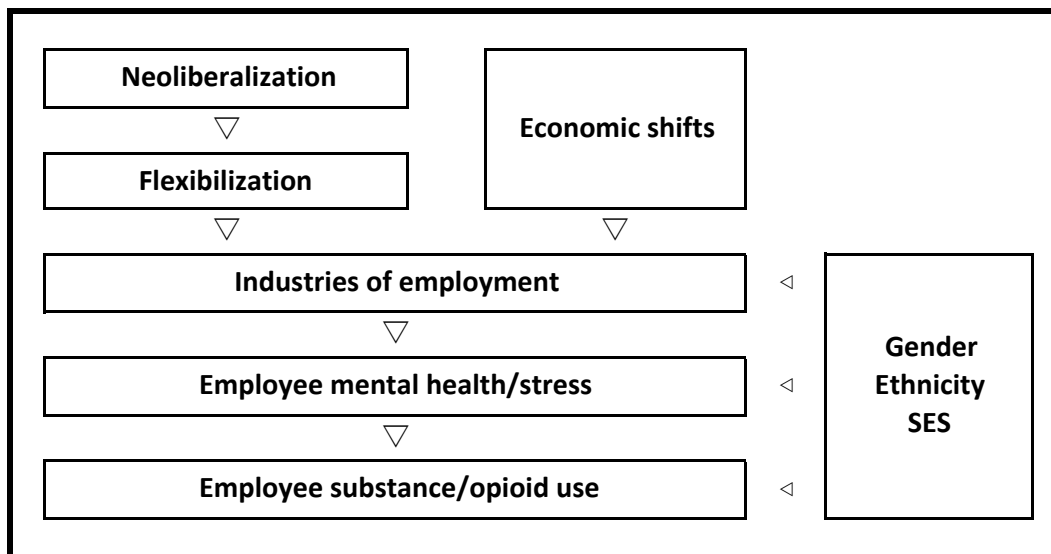 Neoliberalization
Economic shifts
Flexibilization
Industries of employment
Employee mental health/stress
Employee substance/opioid use
Gender
Ethnicity
SES